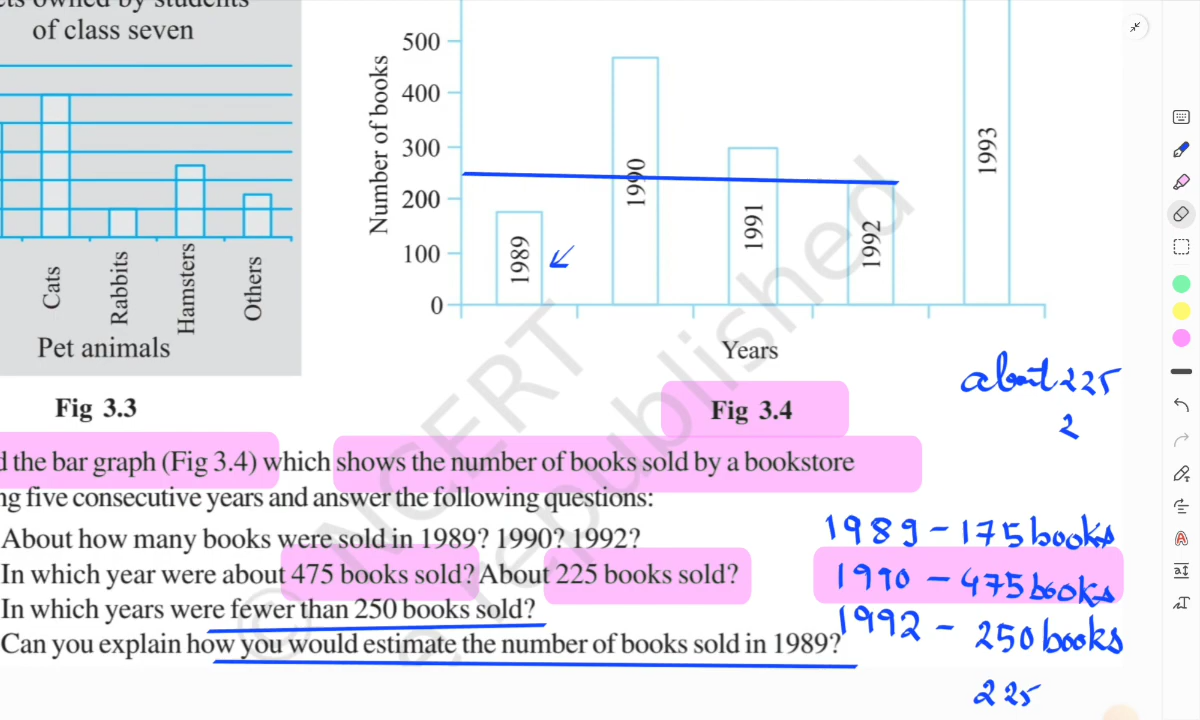 of class seven
500
400
300
200
100
0
Number of books
1989
1990
1991
1992
1993
Years
Cats
Rabbits
Hamsters
Others
Pet animals
Fig 3.3
Fig 3.4
about 225
2
the bar graph (Fig 3.4) which shows the number of books sold by a bookstore
five consecutive years and answer the following questions:
About how many books were sold in 1989? 1990? 1992?
In which year were about 475 books sold? About 225 books sold?
In which years were fewer than 250 books sold?
Can you explain how you would estimate the number of books sold in 1989?
1989 - 175 books
1990 - 475 books
1992 - 250 books
225
© NCERT
republished